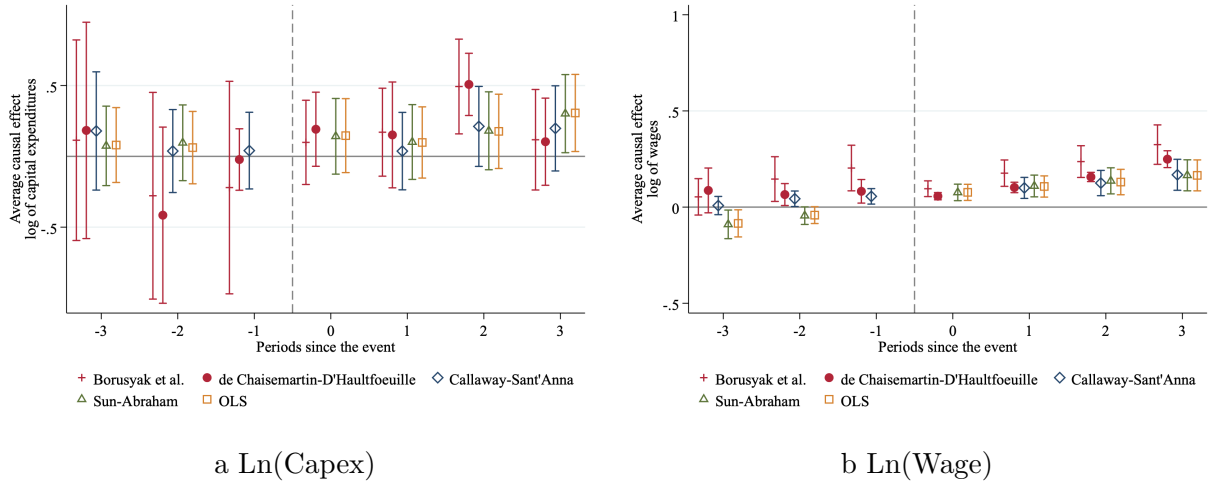 Average causal effect
log of capital expenditures
.5
-.5
-3
-2
-1
0
1
2
3
Periods since the event
Borusyak et al.
de Chaisemartin-D'Haultfoeuille
Callaway-Sant'Anna
Sun-Abraham
OLS
a Ln(Capex)
Average causal effect
log of wages
1
.5
0
-.5
-3
-2
-1
0
1
2
3
Periods since the event
Borusyak et al.
de Chaisemartin-D'Haultfoeuille
Callaway-Sant'Anna
Sun-Abraham
OLS
b Ln(Wage)